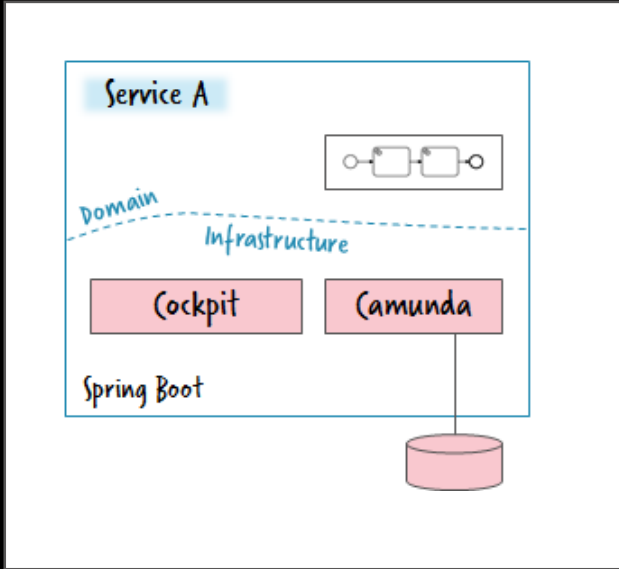 Service A
Domain
Infrastructure
Cockpit
Camunda
Spring Boot